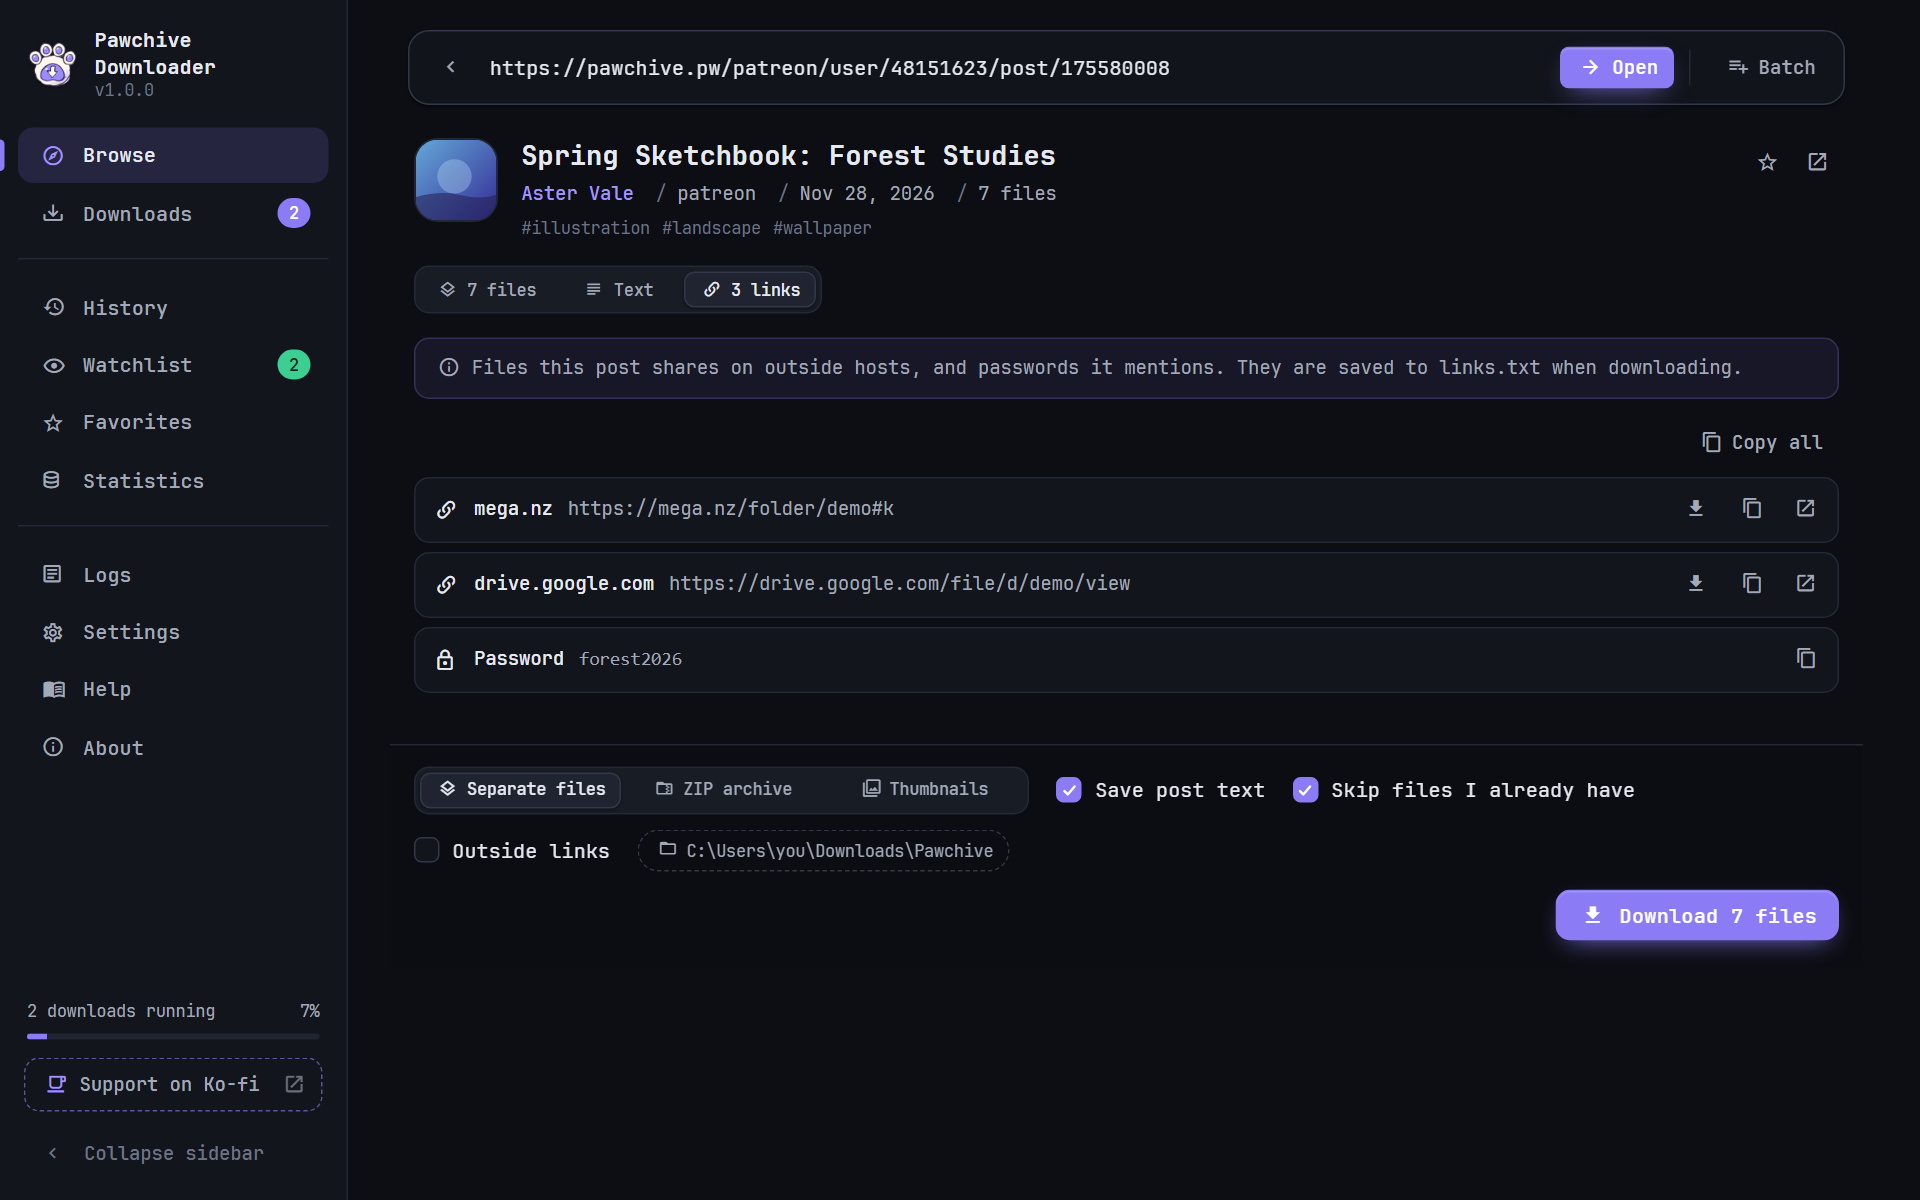 Pawchive
Downloader
v1.0.0
Browse
Downloads 2
History
Watchlist 2
Favorites
Statistics
Logs
Settings
Help
About
2 downloads running 7%
Support on Ko-fi
Collapse sidebar
https://pawchive.pw/patreon/user/48151623/post/175580008
Open
Batch
Spring Sketchbook: Forest Studies
Aster Vale / patreon / Nov 28, 2026 / 7 files
#illustration #landscape #wallpaper
7 files Text 3 links
Files this post shares on outside hosts, and passwords it mentions. They are saved to links.txt when downloading.
Copy all
mega.nz https://mega.nz/folder/demo#k
drive.google.com https://drive.google.com/file/d/demo/view
Password forest2026
Separate files ZIP archive Thumbnails Save post text Skip files I already have
Outside links C:\Users\you\Downloads\Pawchive
Download 7 files